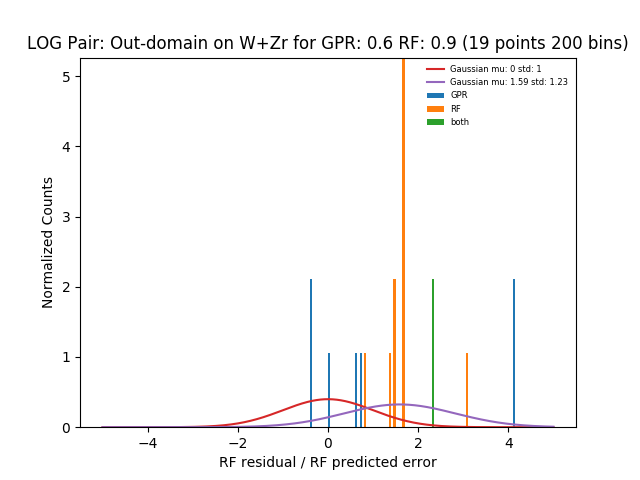 LOG Pair: Out-domain on W+Zr for GPR: 0.6 RF: 0.9 (19 points 200 bins)
Gaussian mu: 0 std: 1
Gaussian mu: 1.59 std: 1.23
GPR
RF
both
Normalized Counts
5
4
3
2
1
0
−4
−2
0
2
4
RF residual / RF predicted error